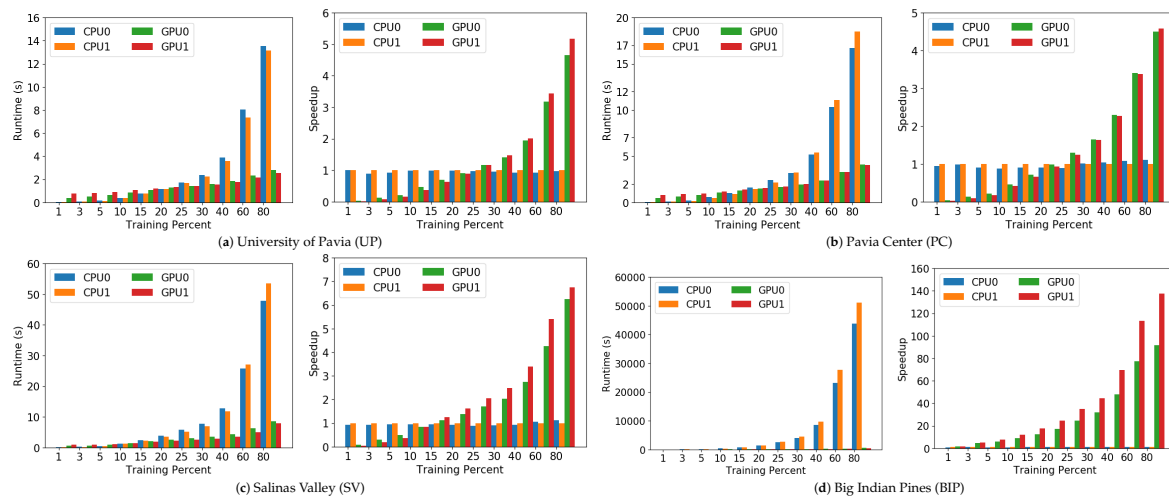 16
14
12
10
8
6
4
2
0
Runtime (s)
CPU0
CPU1
GPU0
GPU1
1 3 5 10 15 20 25 30 40 60 80
Training Percent
6
5
4
3
2
1
0
Speedup
CPU0
CPU1
GPU0
GPU1
1 3 5 10 15 20 25 30 40 60 80
Training Percent
(a) University of Pavia (UP)
20
17
15
12
10
7
5
2
0
Runtime (s)
CPU0
CPU1
GPU0
GPU1
1 3 5 10 15 20 25 30 40 60 80
Training Percent
5
4
3
2
1
0
Speedup
CPU0
CPU1
GPU0
GPU1
1 3 5 10 15 20 25 30 40 60 80
Training Percent
(b) Pavia Center (PC)
60
50
40
30
20
10
0
Runtime (s)
CPU0
CPU1
GPU0
GPU1
1 3 5 10 15 20 25 30 40 60 80
Training Percent
8
7
6
5
4
3
2
1
0
Speedup
CPU0
CPU1
GPU0
GPU1
1 3 5 10 15 20 25 30 40 60 80
Training Percent
(c) Salinas Valley (SV)
60000
50000
40000
30000
20000
10000
0
Runtime (s)
CPU0
CPU1
GPU0
GPU1
1 3 5 10 15 20 25 30 40 60 80
Training Percent
160
140
120
100
80
60
40
20
0
Speedup
CPU0
CPU1
GPU0
GPU1
1 3 5 10 15 20 25 30 40 60 80
Training Percent
(d) Big Indian Pines (BIP)